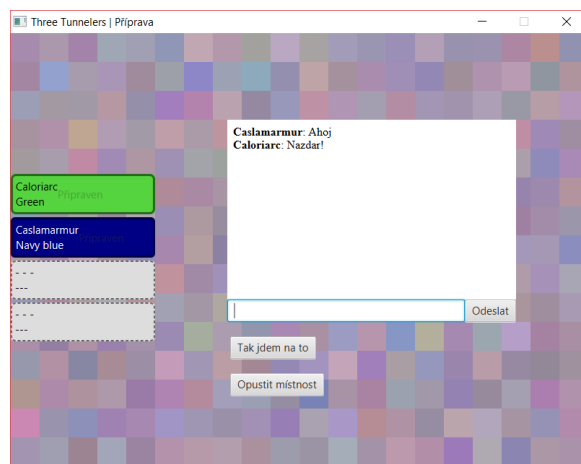 Three Tunnelers | Příprava
Caslamarmur: Ahoj
Caloriarc: Nazdar!
Caloriarc
Připraven
Green
Caslamarmur
Připraven
Navy blue
- - -
---
- - -
---
Odeslat
Tak jdem na to
Opustit místnost